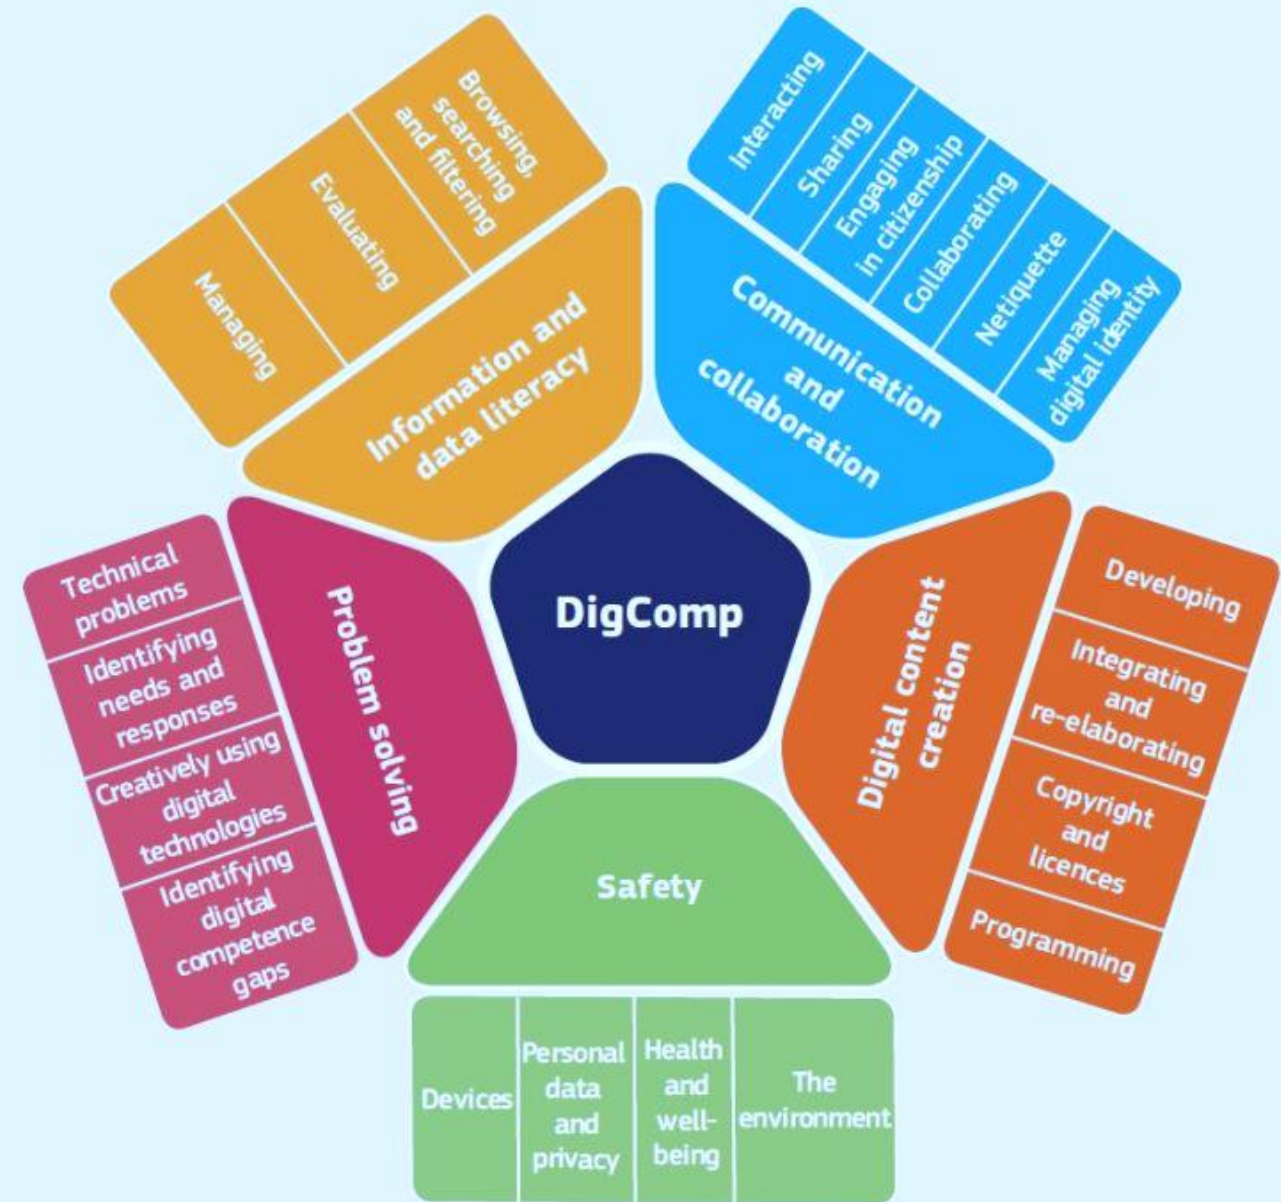 DigComp
Information and
data literacy
Browsing,
searching
and filtering
Evaluating
Managing
Communication
and
collaboration
Interacting
Sharing
Engaging
in citizenship
Collaborating
Netiquette
Managing
digital identity
Digital content
creation
Developing
Integrating
and
re-elaborating
Copyright
and
licences
Programming
Safety
Devices
Personal
data
and
privacy
Health
and
well-
being
The
environment
Problem solving
Technical
problems
Identifying
needs and
responses
Creatively using
digital
technologies
Identifying
digital
competence
gaps